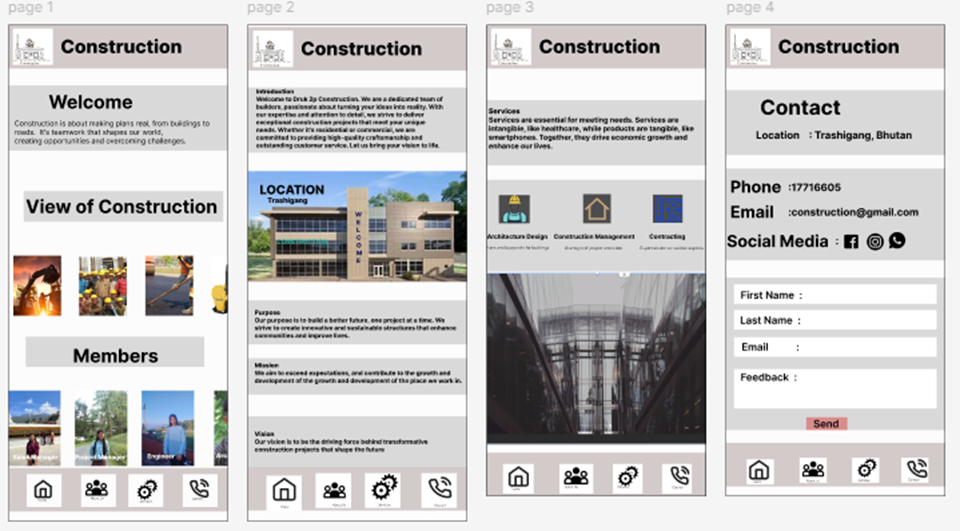 page 1
Construction
Welcome
Construction is about making plans real, from buildings to
roads. It's teamwork that shapes our world,
creating opportunities and overcoming challenges.
View of Construction
Members
Sales Manager
Project Manager
Engineer
page 2
Construction
Introduction
Welcome to Druk 2p Construction. We are a dedicated team of
builders, passionate about turning your ideas into reality. With
our expertise and attention to detail, we strive to deliver
exceptional construction projects that meet your unique
needs. Whether it's residential or commercial, we are
committed to providing high-quality craftsmanship and
outstanding customer service. Let us bring your vision to life.
LOCATION
Trashigang
WELCOME
Purpose
Our purpose is to build a better future, one project at a time. We
strive to create innovative and sustainable structures that enhance
communities and improve lives.
Mission
We aim to exceed expectations, and contribute to the growth and
development of the growth and development of the place we work in.
Vision
Our vision is to be the driving force behind transformative
construction projects that shape the future
page 3
Construction
Services
Services are essential for meeting needs. Services are
intangible, like healthcare, while products are tangible, like
smartphones. Together, they drive economic growth and
enhance our lives.
Architecture Design
Construction Management
Contracting
page 4
Construction
Contact
Location : Trashigang, Bhutan
Phone :17716605
Email :construction@gmail.com
Social Media :
First Name :
Last Name :
Email :
Feedback :
Send